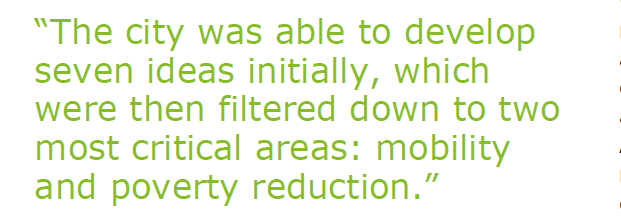 “The city was able to develop
seven ideas initially, which
were then filtered down to two
most critical areas: mobility
and poverty reduction.”